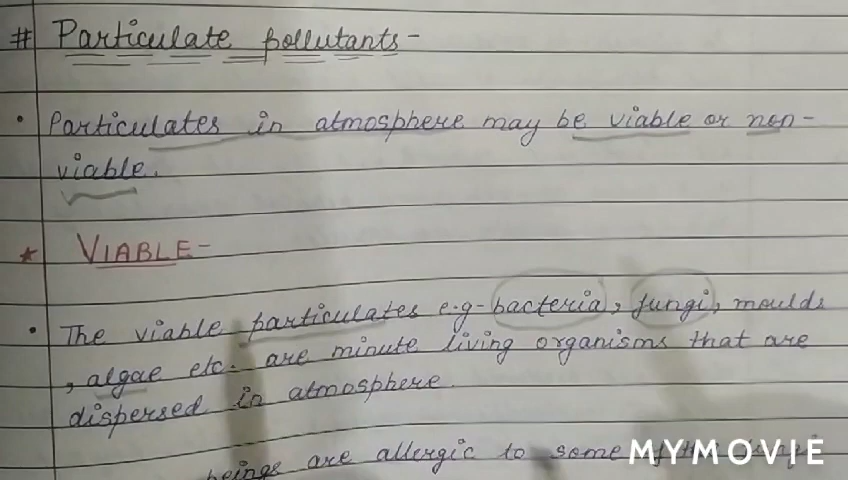 # Particulate pollutants-
• Particulates in atmosphere may be viable or non-
viable.
* VIABLE-
• The viable particulates e.g-bacteria, fungi, moulds
, algae etc. are minute living organisms that are
dispersed in atmosphere.
beings are allergic to some
MYMOVIE